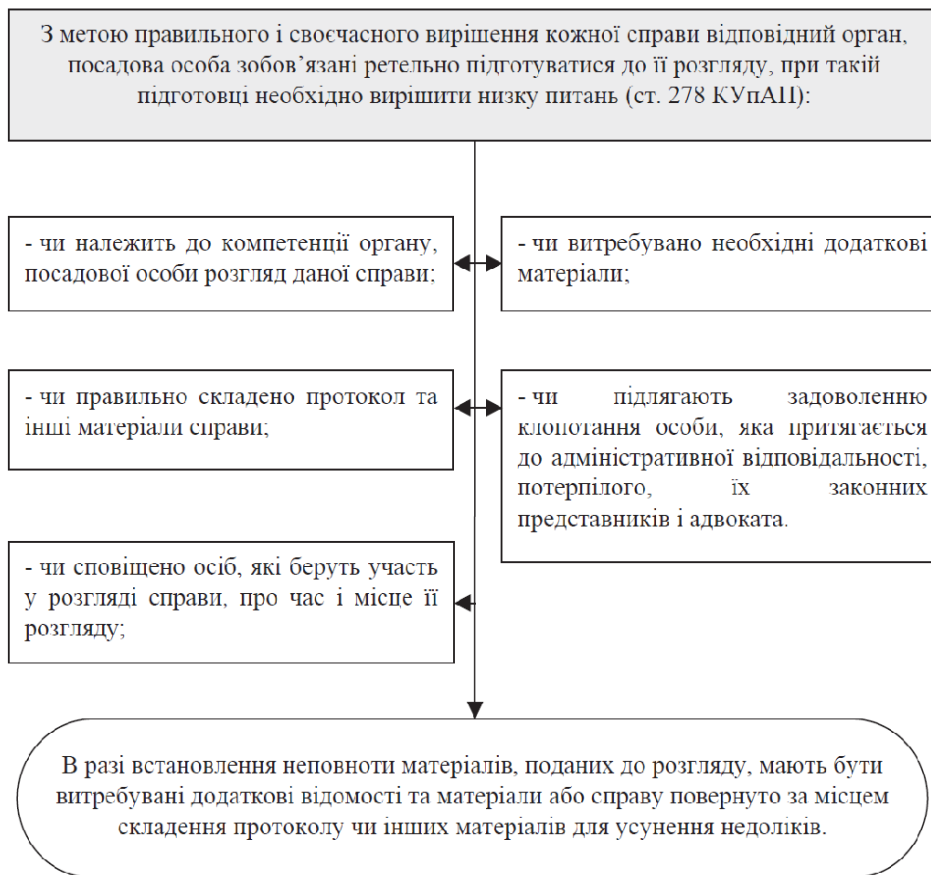 З метою правильного і своєчасного вирішення кожної справи відповідний орган,
посадова особа зобов’язані ретельно підготуватися до її розгляду, при такій
підготовці необхідно вирішити низку питань (ст. 278 КУпАП):
- чи належить до компетенції органу,
посадової особи розгляд даної справи;
- чи витребувано необхідні додаткові
матеріали;
- чи правильно складено протокол та
інші матеріали справи;
- чи підлягають задоволенню
клопотання особи, яка притягається
до адміністративної відповідальності,
потерпілого, їх законних
представників і адвоката.
- чи сповіщено осіб, які беруть участь
у розгляді справи, про час і місце її
розгляду;
В разі встановлення неповноти матеріалів, поданих до розгляду, мають бути
витребувані додаткові відомості та матеріали або справу повернуто за місцем
складення протоколу чи інших матеріалів для усунення недоліків.